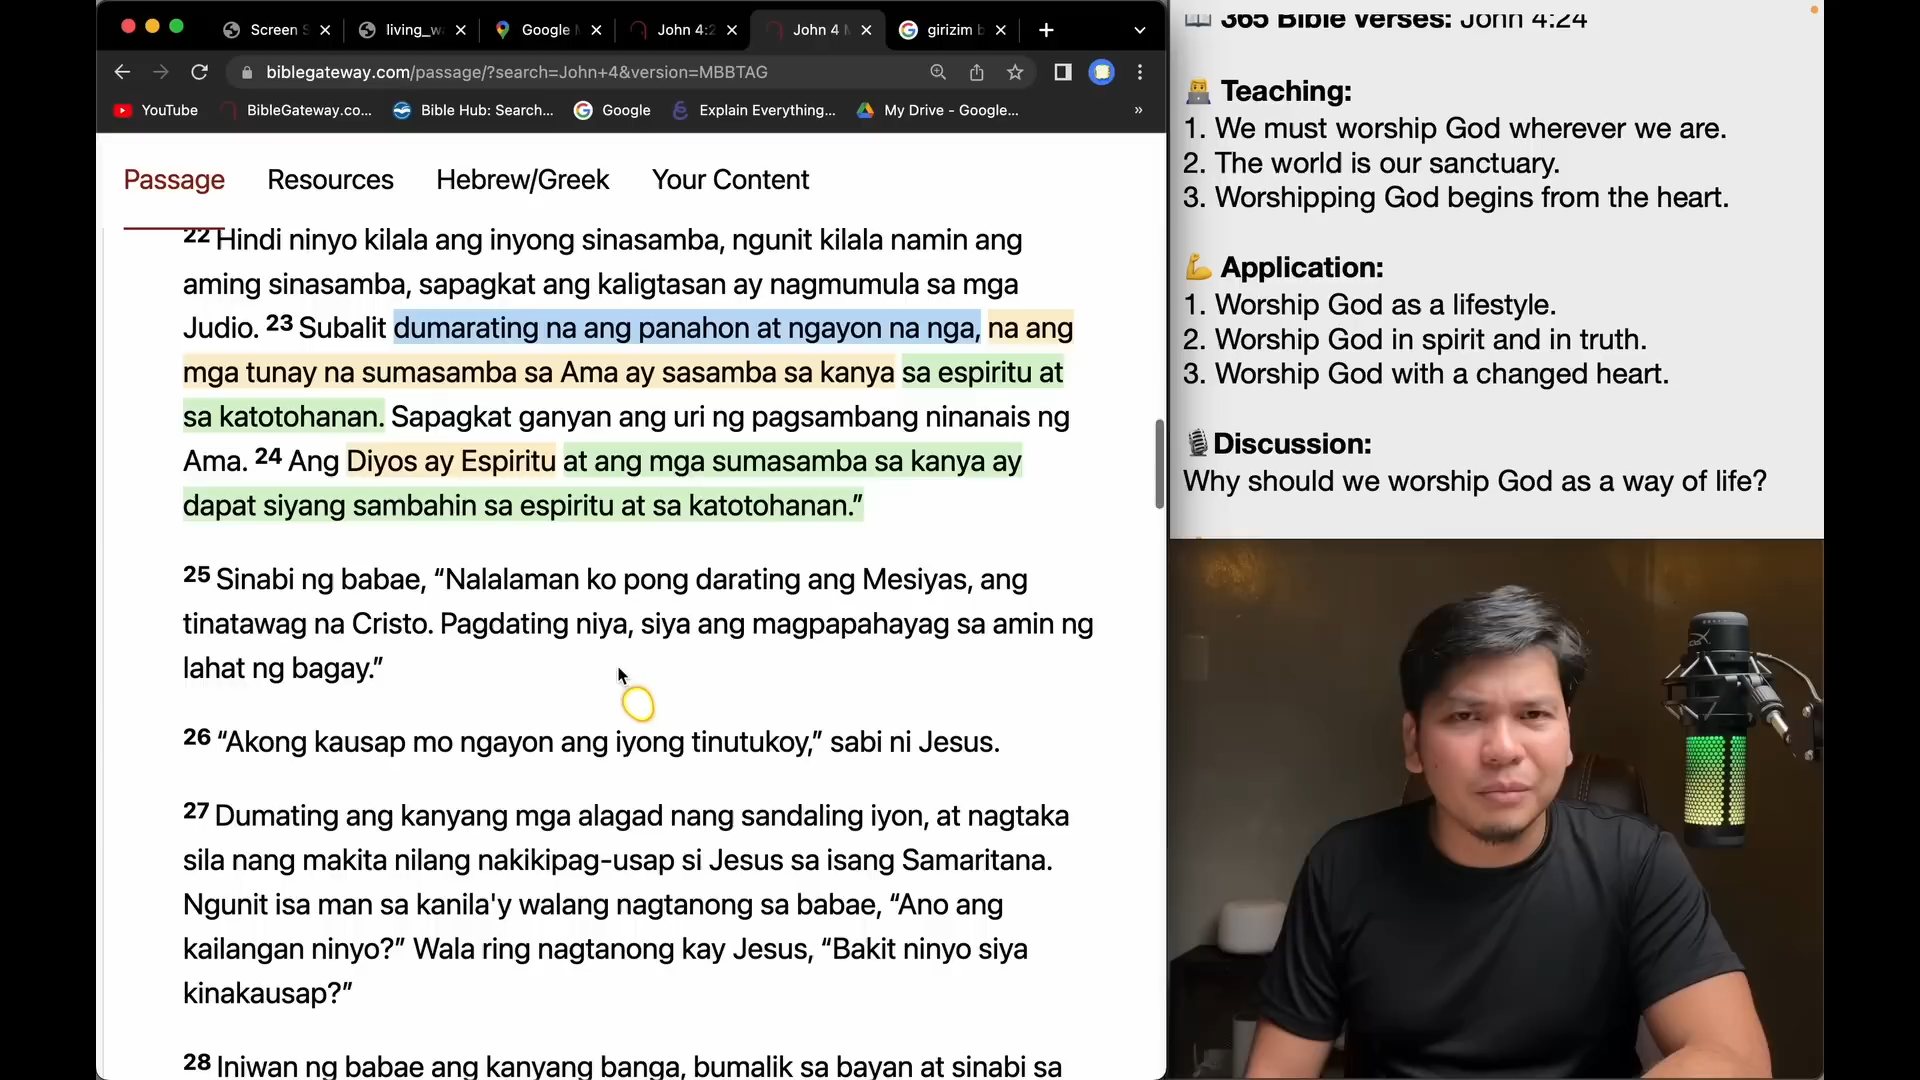 Screen S
living_wa
Google M
John 4:2
John 4 M
girizim b
biblegateway.com/passage/?search=John+4&version=MBBTAG
YouTube
BibleGateway.co...
Bible Hub: Search...
Google
Explain Everything...
My Drive - Google...
»
Passage
Resources
Hebrew/Greek
Your Content
22 Hindi ninyo kilala ang inyong sinasamba, ngunit kilala namin ang
aming sinasamba, sapagkat ang kaligtasan ay nagmumula sa mga
Judio. 23 Subalit dumarating na ang panahon at ngayon na nga, na ang
mga tunay na sumasamba sa Ama ay sasamba sa kanya sa espiritu at
sa katotohanan. Sapagkat ganyan ang uri ng pagsambang ninanais ng
Ama. 24 Ang Diyos ay Espiritu at ang mga sumasamba sa kanya ay
dapat siyang sambahin sa espiritu at sa katotohanan.”
25 Sinabi ng babae, “Nalalaman ko pong darating ang Mesiyas, ang
tinatawag na Cristo. Pagdating niya, siya ang magpapahayag sa amin ng
lahat ng bagay.”
26 “Akong kausap mo ngayon ang iyong tinutukoy,” sabi ni Jesus.
27 Dumating ang kanyang mga alagad nang sandaling iyon, at nagtaka
sila nang makita nilang nakikipag-usap si Jesus sa isang Samaritana.
Ngunit isa man sa kanila'y walang nagtanong sa babae, “Ano ang
kailangan ninyo?” Wala ring nagtanong kay Jesus, “Bakit ninyo siya
kinakausap?”
28 Iniwan ng babae ang kanyang banga, bumalik sa bayan at sinabi sa
365 Bible Verses: John 4:24
Teaching:
1. We must worship God wherever we are.
2. The world is our sanctuary.
3. Worshipping God begins from the heart.
Application:
1. Worship God as a lifestyle.
2. Worship God in spirit and in truth.
3. Worship God with a changed heart.
Discussion:
Why should we worship God as a way of life?